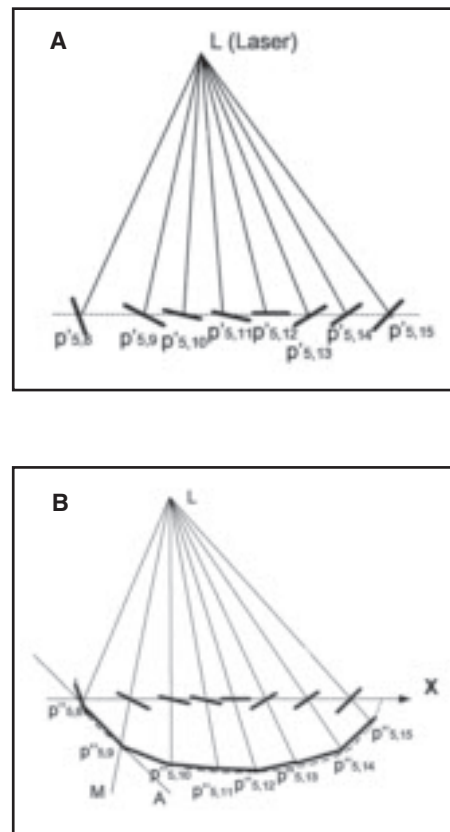 A
L (Laser)
p'5,8 p'5,9 p'5,10 p'5,11 p'5,12 p'5,13 p'5,14 p'5,15
B
L
X
p"5,8
p"5,9
p"5,10
p"5,11
p"5,12
p"5,13
p"5,14
p"5,15
M
A